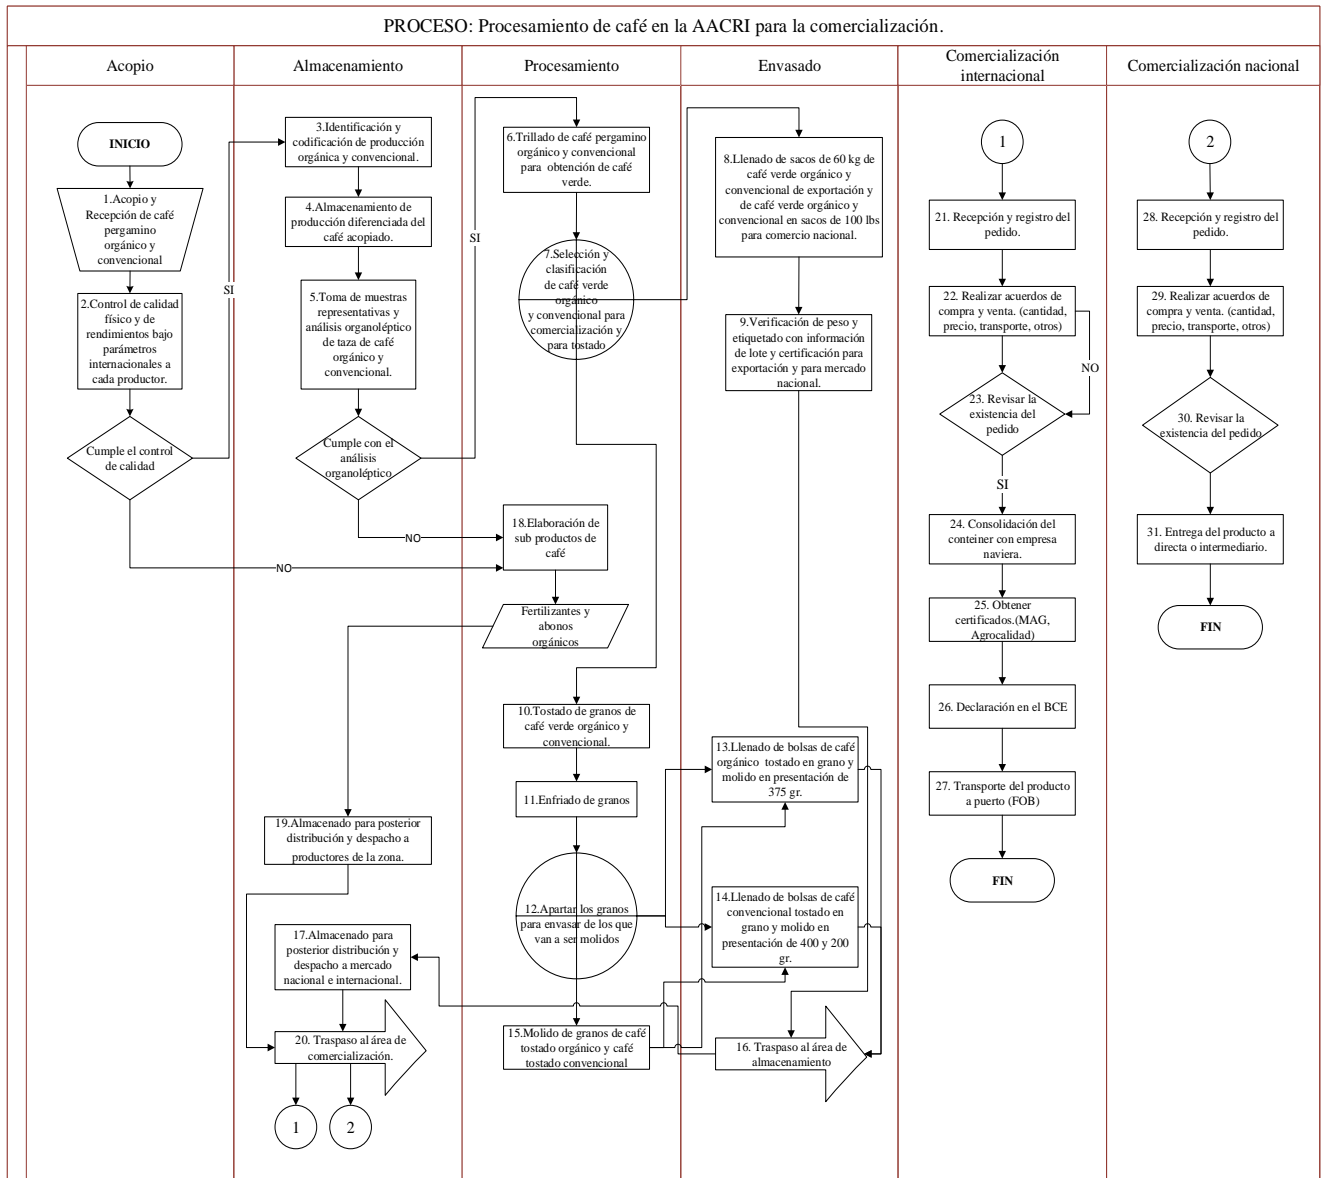 PROCESO: Procesamiento de café en la AACRI para la comercialización.
Acopio
Almacenamiento
Procesamiento
Envasado
Comercialización
internacional
Comercialización nacional
INICIO
1.Acopio y
Recepción de café
pergamino
orgánico y
convencional
2.Control de calidad
físico y de
rendimientos bajo
parámetros
internacionales a
cada productor.
Cumple el control
de calidad
SI
NO
3.Identificación y
codificación de producción
orgánica y convencional.
4.Almacenamiento de
producción diferenciada del
café acopiado.
5.Toma de muestras
representativas y
análisis organoléptico
de taza de café
orgánico y
convencional.
Cumple con el
análisis
organoléptico
SI
NO
19.Almacenado para posterior
distribución y despacho a
productores de la zona.
17.Almacenado para
posterior distribución y
despacho a mercado
nacional e internacional.
20. Traspaso al área de
comercialización.
1
2
6.Trillado de café pergamino
orgánico y convencional
para obtención de café
verde.
7.Selección y
clasificación
de café verde
orgánico
y convencional para
comercialización y
para tostado
18.Elaboración de
sub productos de
café
Fertilizantes y
abonos
orgánicos
10.Tostado de granos de
café verde orgánico y
convencional.
11.Enfriado de granos
12.Apartar los granos
para envasar de los que
van a ser molidos
15.Molido de granos de café
tostado orgánico y café
tostado convencional
8.Llenado de sacos de 60 kg de
café verde orgánico y
convencional de exportación y
de café verde orgánico y
convencional en sacos de 100 lbs
para comercio nacional.
9.Verificación de peso y
etiquetado con información
de lote y certificación para
exportación y para mercado
nacional.
13.Llenado de bolsas de café
orgánico tostado en grano y
molido en presentación de
375 gr.
14.Llenado de bolsas de café
convencional tostado en
grano y molido en
presentación de 400 y 200
gr.
16. Traspaso al área de
almacenamiento
1
21. Recepción y registro del
pedido.
22. Realizar acuerdos de
compra y venta. (cantidad,
precio, transporte, otros)
NO
23. Revisar la
existencia del
pedido
SI
24. Consolidación del
conteiner con empresa
naviera.
25. Obtener
certificados.(MAG,
Agrocalidad)
26. Declaración en el BCE
27. Transporte del producto
a puerto (FOB)
FIN
2
28. Recepción y registro del
pedido.
29. Realizar acuerdos de
compra y venta. (cantidad,
precio, transporte, otros)
30. Revisar la
existencia del pedido
31. Entrega del producto a
directa o intermediario.
FIN